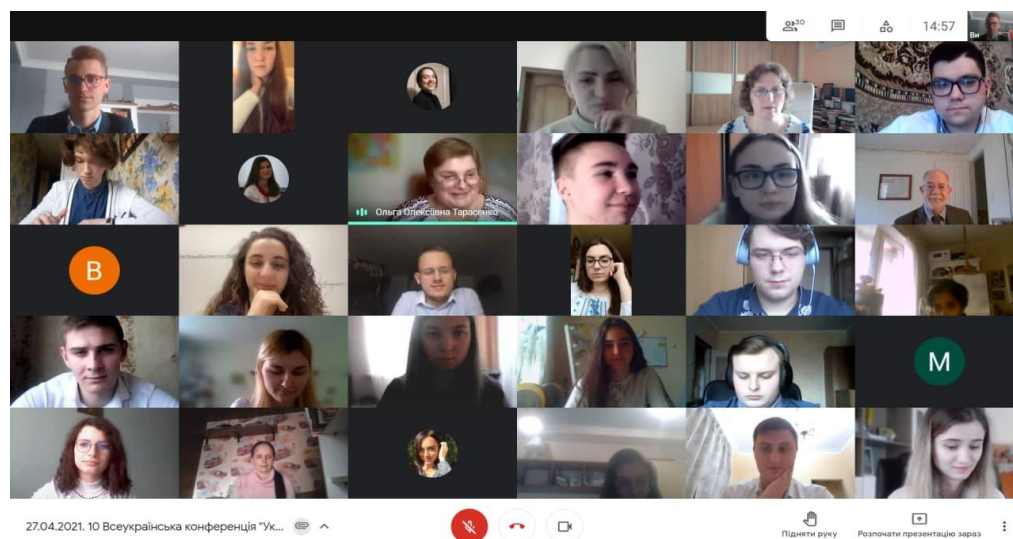 30
14:57
Ви
Ольга Олексіївна Тарасенко
В
М
27.04.2021. 10 Всеукраїнська конференція "Ук...
Підняти руку
Розпочати презентацію зараз